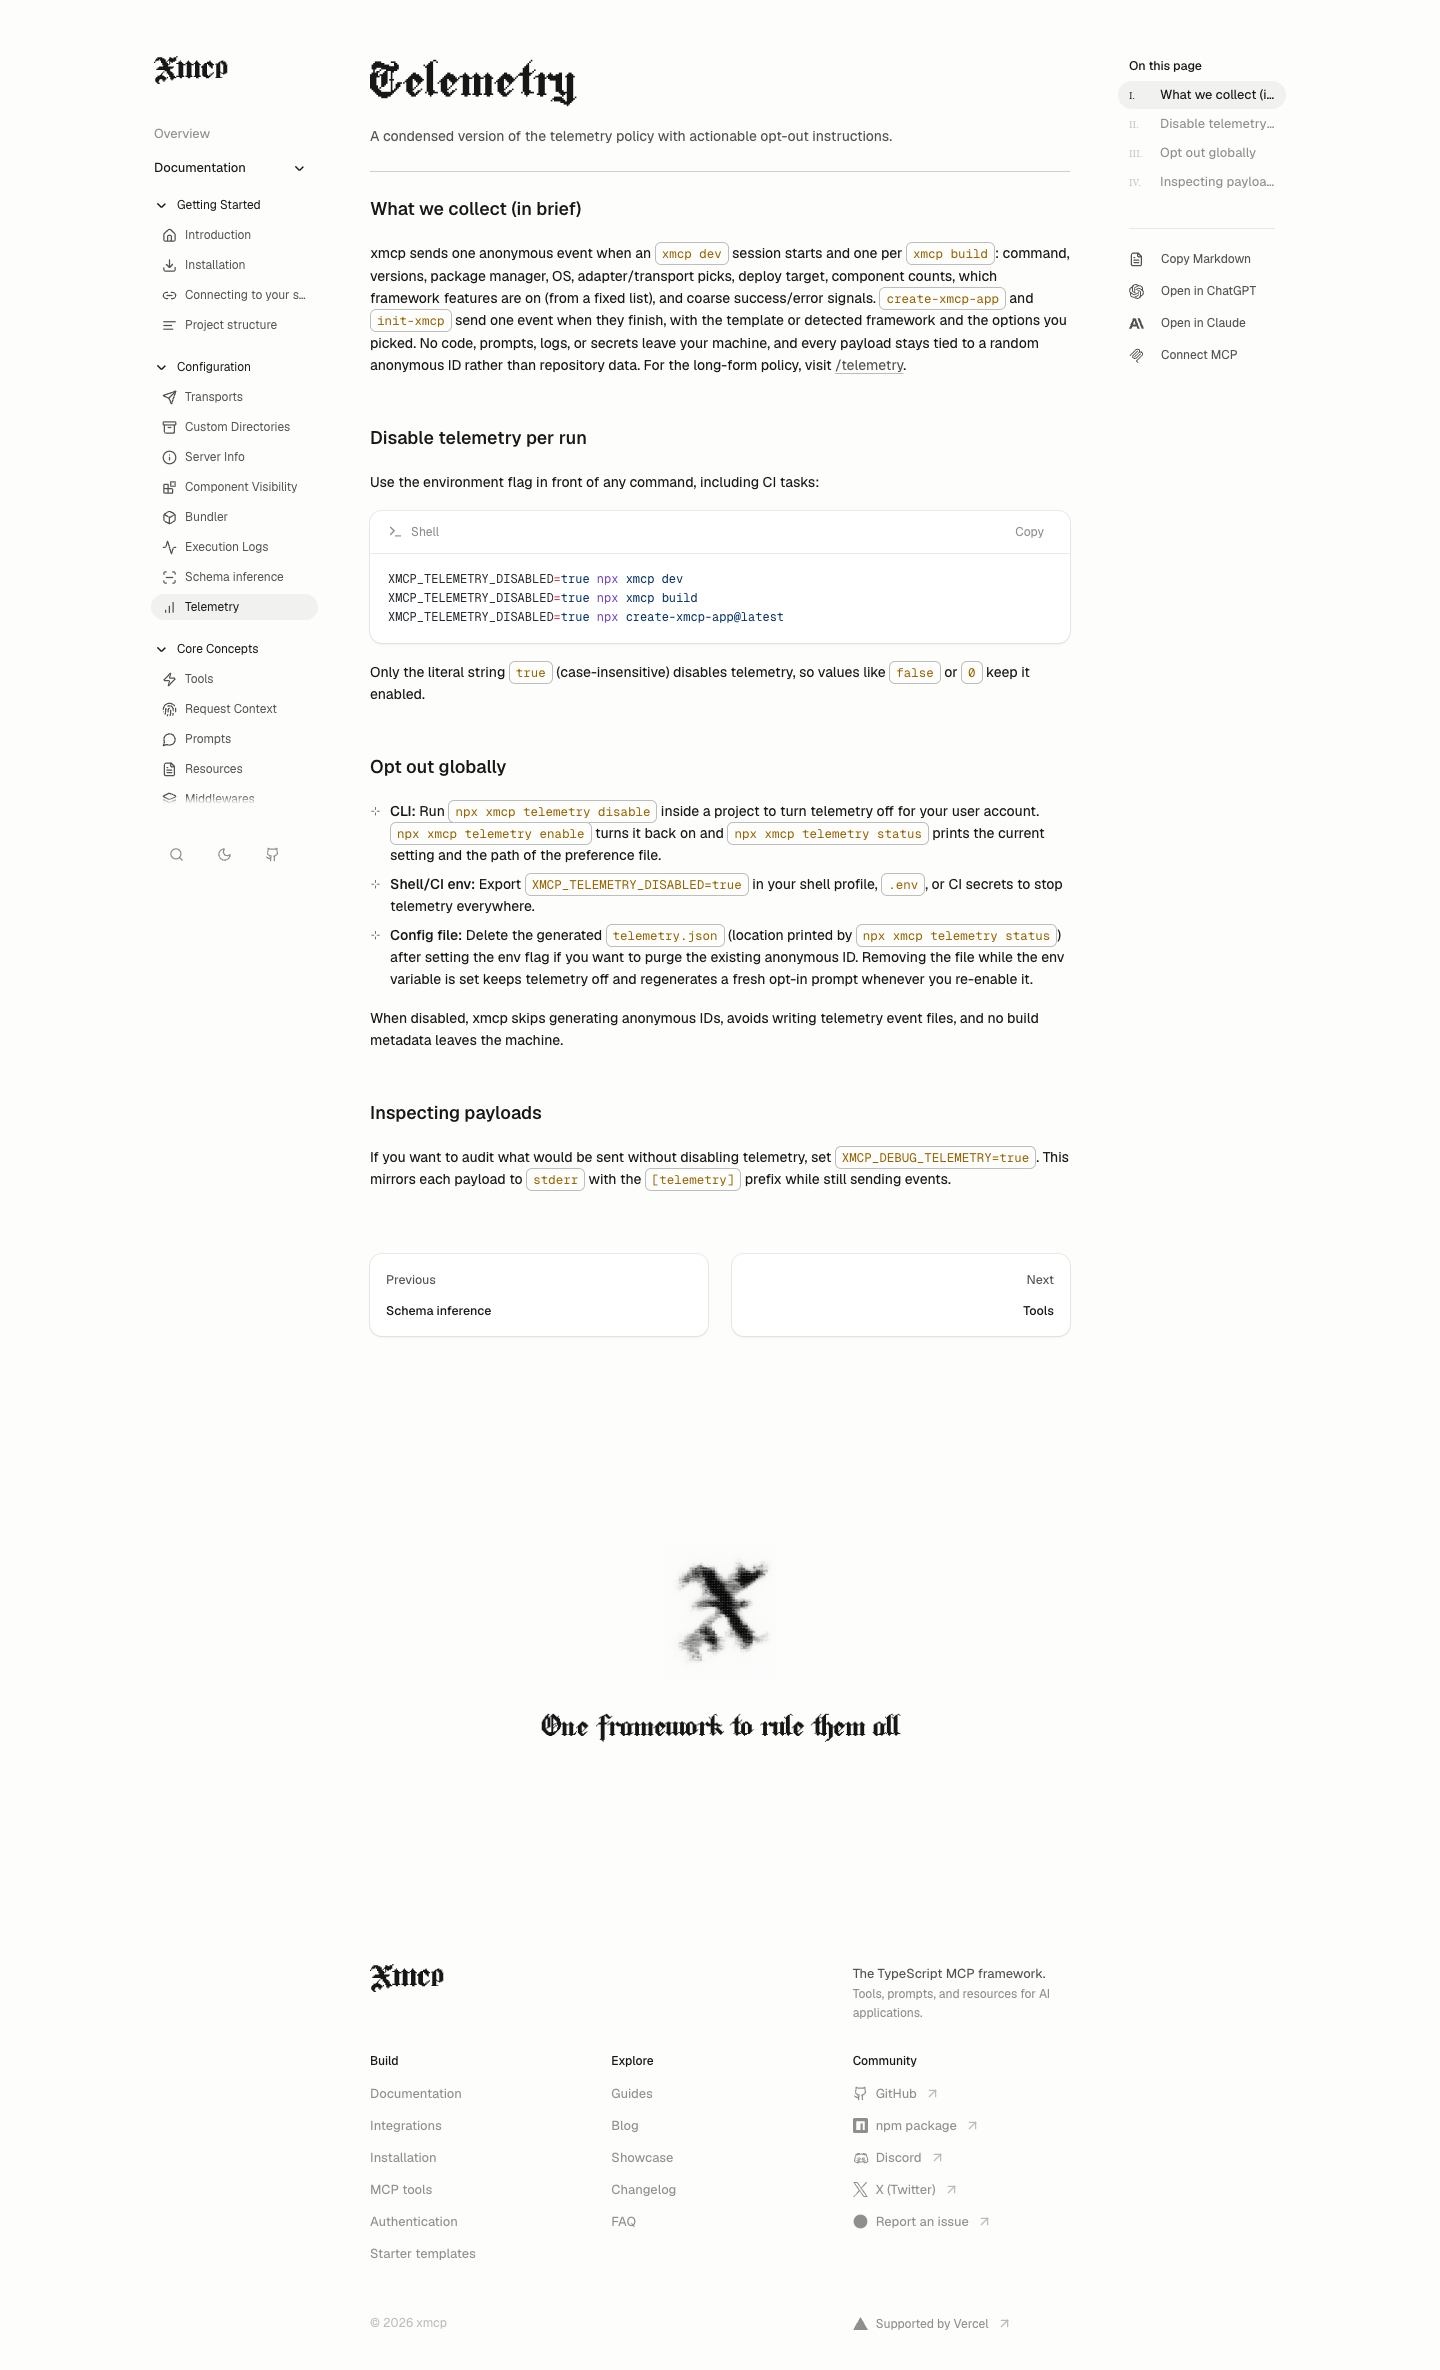 Xmcp
Overview
Documentation
Getting Started
Introduction
Installation
Connecting to your s...
Project structure
Configuration
Transports
Custom Directories
Server Info
Component Visibility
Bundler
Execution Logs
Schema inference
Telemetry
Core Concepts
Tools
Request Context
Prompts
Resources
Middlewares
Telemetry
A condensed version of the telemetry policy with actionable opt-out instructions.
What we collect (in brief)
xmcp sends one anonymous event when an xmcp dev session starts and one per xmcp build: command,
versions, package manager, OS, adapter/transport picks, deploy target, component counts, which
framework features are on (from a fixed list), and coarse success/error signals. create-xmcp-app and
init-xmcp send one event when they finish, with the template or detected framework and the options you
picked. No code, prompts, logs, or secrets leave your machine, and every payload stays tied to a random
anonymous ID rather than repository data. For the long-form policy, visit /telemetry.
Disable telemetry per run
Use the environment flag in front of any command, including CI tasks:
Shell Copy
XMCP_TELEMETRY_DISABLED=true npx xmcp dev
XMCP_TELEMETRY_DISABLED=true npx xmcp build
XMCP_TELEMETRY_DISABLED=true npx create-xmcp-app@latest
Only the literal string true (case-insensitive) disables telemetry, so values like false or 0 keep it
enabled.
Opt out globally
CLI: Run npx xmcp telemetry disable inside a project to turn telemetry off for your user account.
npx xmcp telemetry enable turns it back on and npx xmcp telemetry status prints the current
setting and the path of the preference file.
Shell/CI env: Export XMCP_TELEMETRY_DISABLED=true in your shell profile, .env, or CI secrets to stop
telemetry everywhere.
Config file: Delete the generated telemetry.json (location printed by npx xmcp telemetry status)
after setting the env flag if you want to purge the existing anonymous ID. Removing the file while the env
variable is set keeps telemetry off and regenerates a fresh opt-in prompt whenever you re-enable it.
When disabled, xmcp skips generating anonymous IDs, avoids writing telemetry event files, and no build
metadata leaves the machine.
Inspecting payloads
If you want to audit what would be sent without disabling telemetry, set XMCP_DEBUG_TELEMETRY=true. This
mirrors each payload to stderr with the [telemetry] prefix while still sending events.
Previous
Schema inference
Next
Tools
On this page
I. What we collect (i...
II. Disable telemetry...
III. Opt out globally
IV. Inspecting payloa...
Copy Markdown
Open in ChatGPT
Open in Claude
Connect MCP
X
One framework to rule them all
Xmcp
The TypeScript MCP framework.
Tools, prompts, and resources for AI
applications.
Build
Documentation
Integrations
Installation
MCP tools
Authentication
Starter templates
Explore
Guides
Blog
Showcase
Changelog
FAQ
Community
GitHub
npm package
Discord
X (Twitter)
Report an issue
© 2026 xmcp
Supported by Vercel